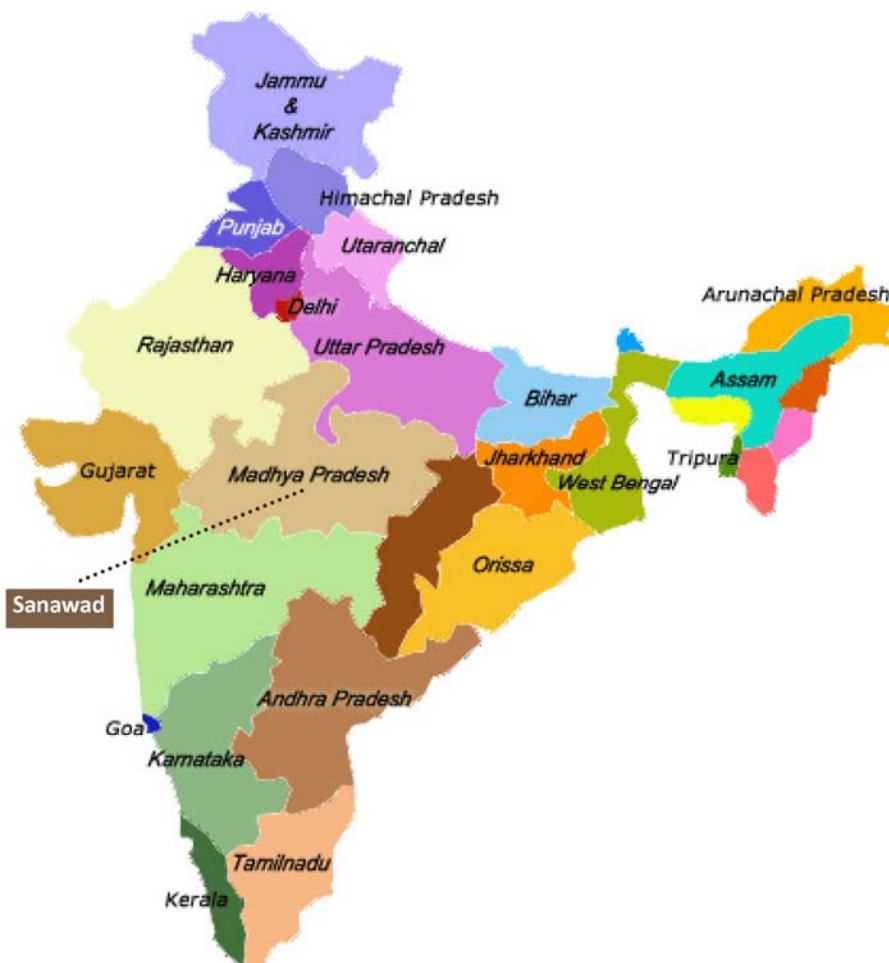 Jammu
&
Kashmir
Himachal Pradesh
Punjab
Utaranchal
Haryana
Delhi
Arunachal Pradesh
Rajasthan
Uttar Pradesh
Assam
Bihar
Gujarat
Madhya Pradesh
Jharkhand
Tripura
West Bengal
Orissa
Maharashtra
Sanawad
Andhra Pradesh
Goa
Karnataka
Tamilnadu
Kerala